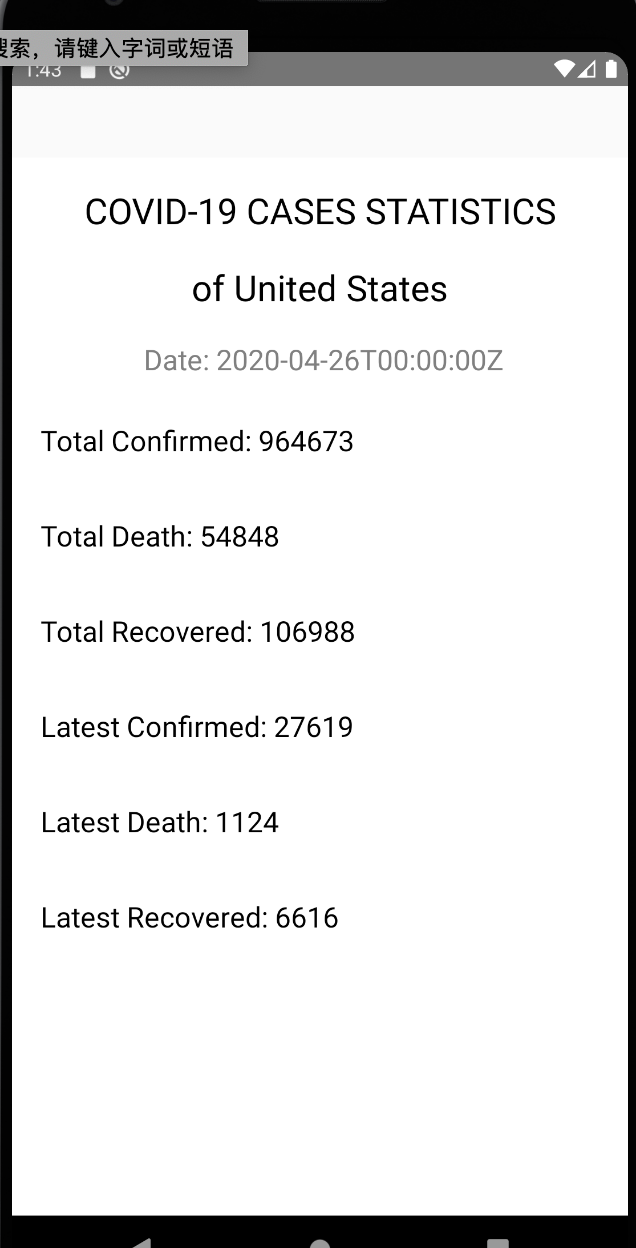 索，请键入字词或短语
1:43
COVID-19 CASES STATISTICS
of United States
Date: 2020-04-26T00:00:00Z
Total Confirmed: 964673
Total Death: 54848
Total Recovered: 106988
Latest Confirmed: 27619
Latest Death: 1124
Latest Recovered: 6616